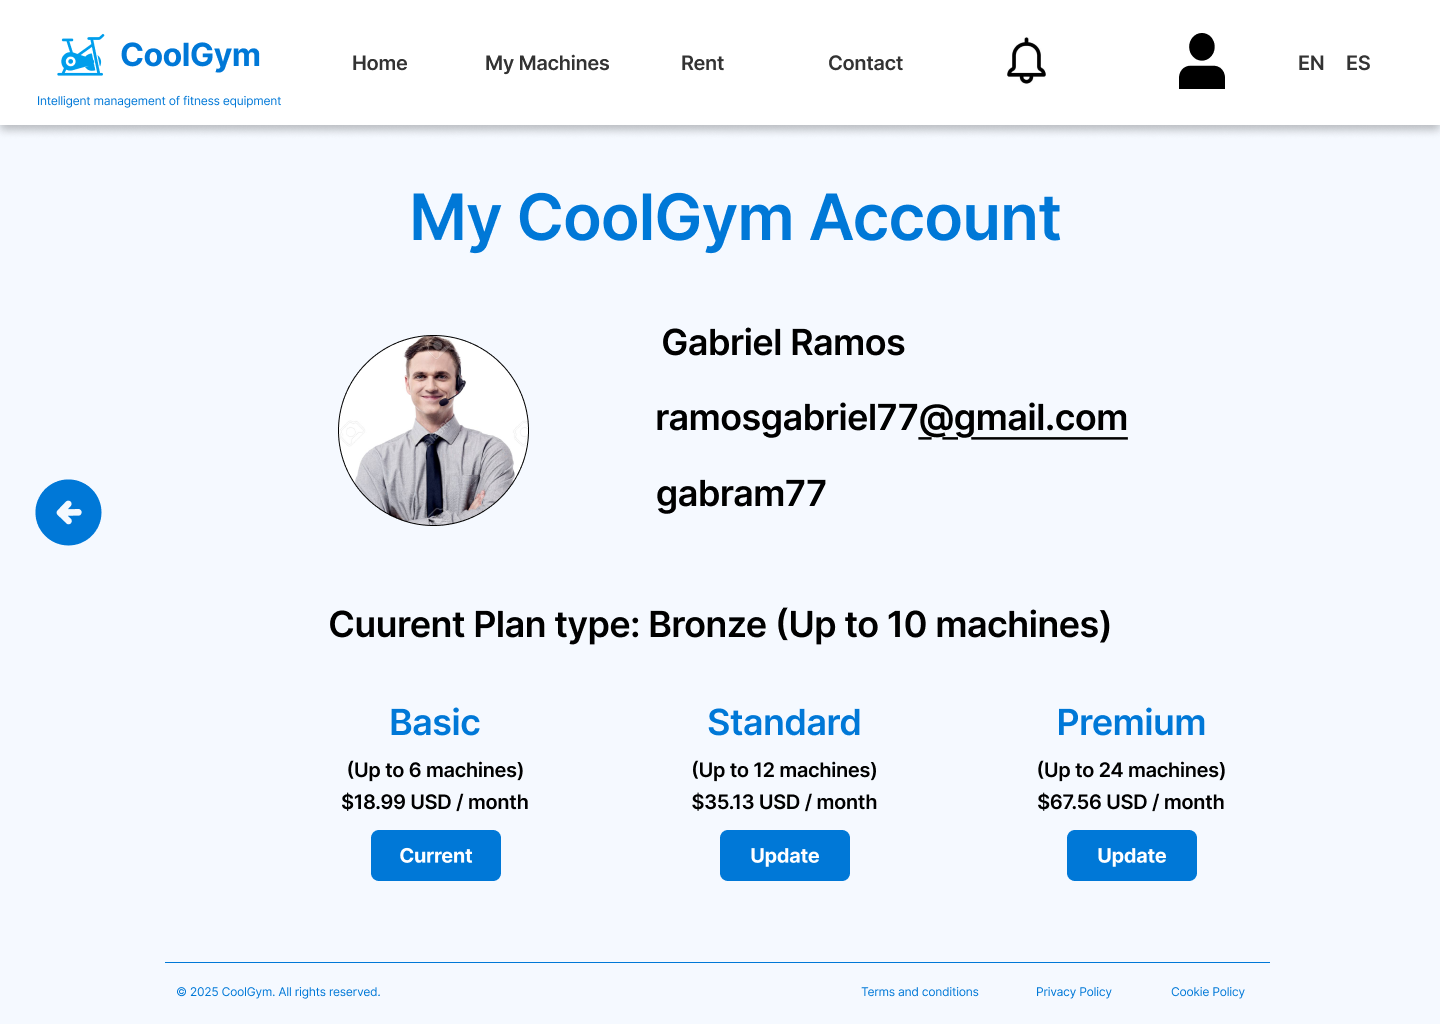 CoolGym
Intelligent management of fitness equipment
Home
My Machines
Rent
Contact
EN
ES
My CoolGym Account
Gabriel Ramos
ramosgabriel77@gmail.com
gabram77
Cuurent Plan type: Bronze (Up to 10 machines)
Basic
(Up to 6 machines)
$18.99 USD / month
Current
Standard
(Up to 12 machines)
$35.13 USD / month
Update
Premium
(Up to 24 machines)
$67.56 USD / month
Update
© 2025 CoolGym. All rights reserved.
Terms and conditions
Privacy Policy
Cookie Policy